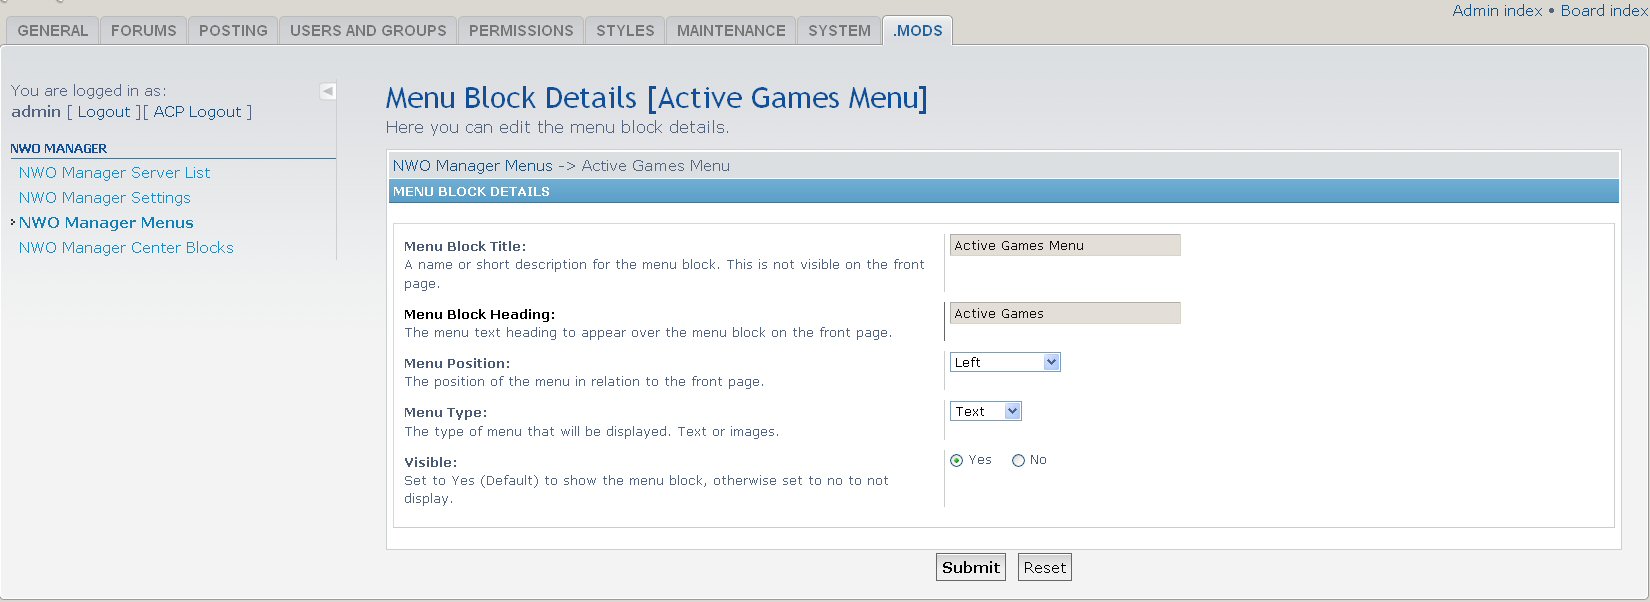 Admin index • Board index
GENERAL FORUMS POSTING USERS AND GROUPS PERMISSIONS STYLES MAINTENANCE SYSTEM .MODS
You are logged in as:
admin [ Logout ][ ACP Logout ]
NWO MANAGER
NWO Manager Server List
NWO Manager Settings
NWO Manager Menus
NWO Manager Center Blocks
Menu Block Details [Active Games Menu]
Here you can edit the menu block details.
NWO Manager Menus -> Active Games Menu
MENU BLOCK DETAILS
Menu Block Title:
A name or short description for the menu block. This is not visible on the front
page.
Active Games Menu
Menu Block Heading:
The menu text heading to appear over the menu block on the front page.
Active Games
Menu Position:
The position of the menu in relation to the front page.
Left
Menu Type:
The type of menu that will be displayed. Text or images.
Text
Visible:
Set to Yes (Default) to show the menu block, otherwise set to no to not
display.
Yes No
Submit Reset